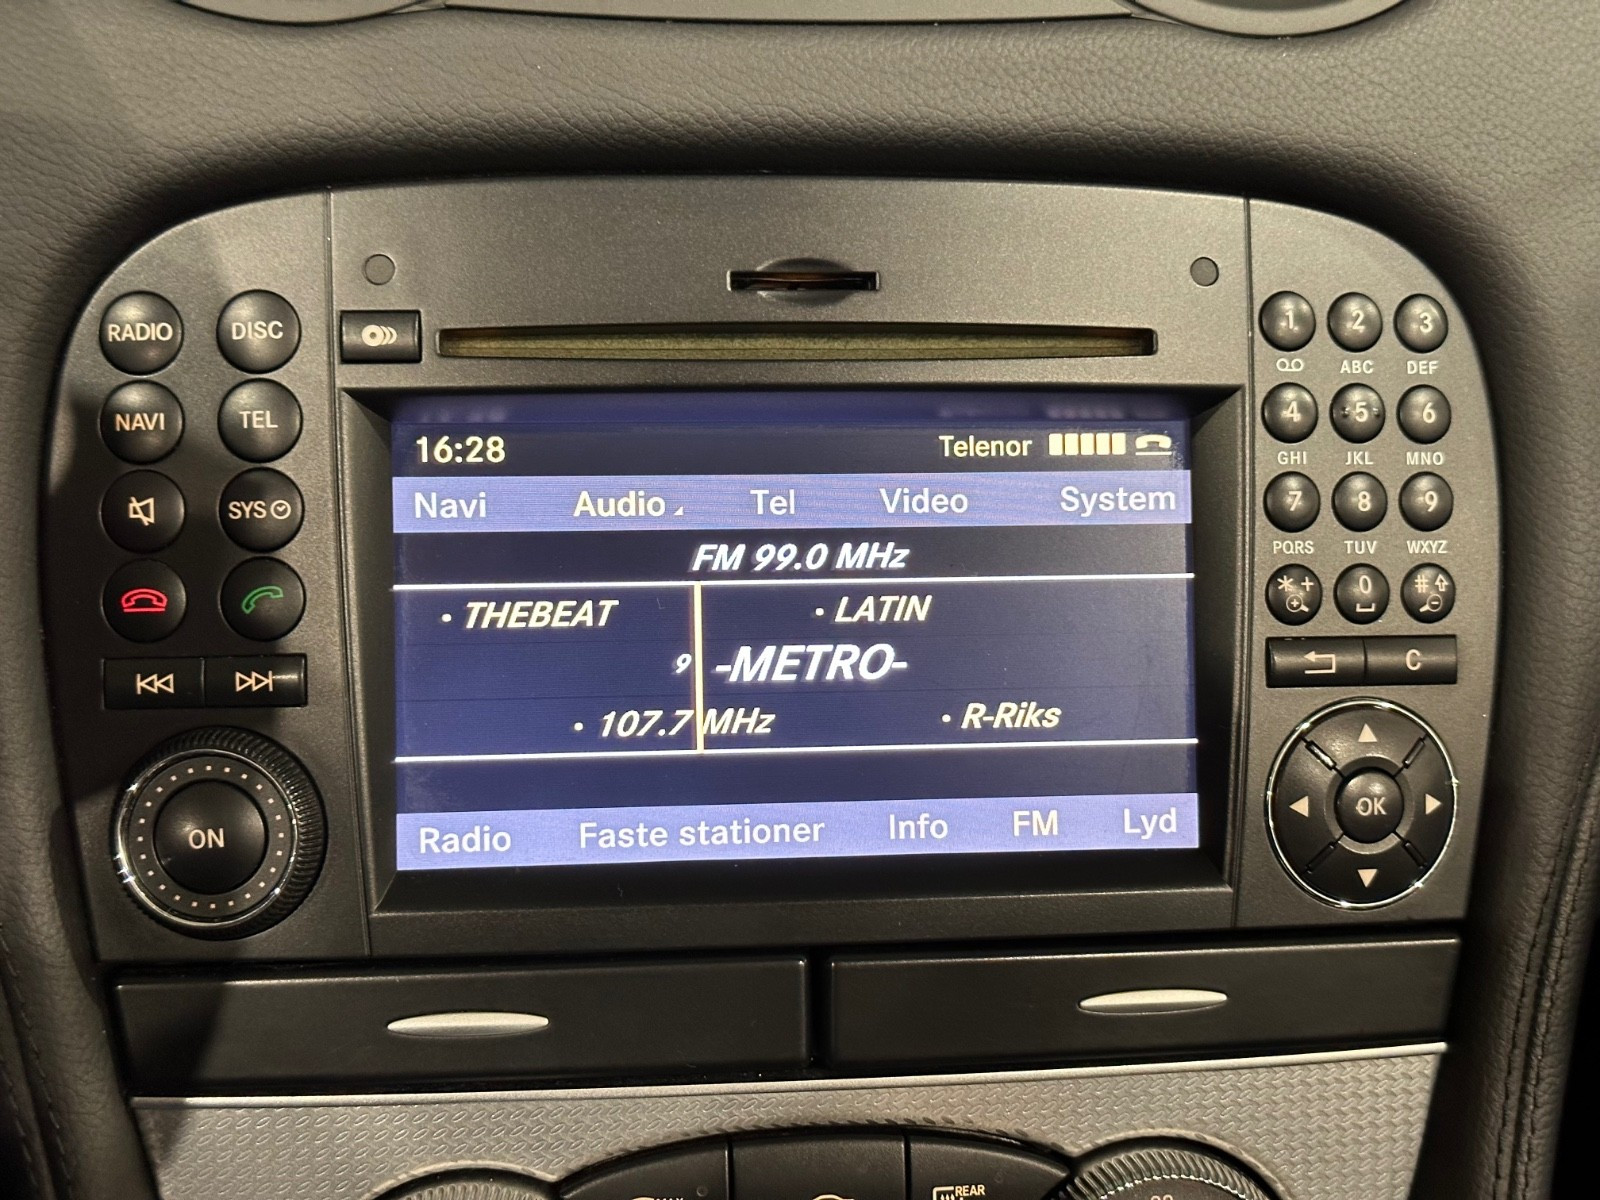 RADIO DISC
NAVI TEL
SYS
ON
16:28 Telenor
Navi Audio Tel Video System
FM 99.0 MHz
• THEBEAT • LATIN
9 -METRO-
• 107.7 MHz • R-Riks
Radio Faste stationer Info FM Lyd
1 2 3
ABC DEF
4 5 6
GHI JKL MNO
7 8 9
PQRS TUV WXYZ
* + 0 #
C
OK
REAR